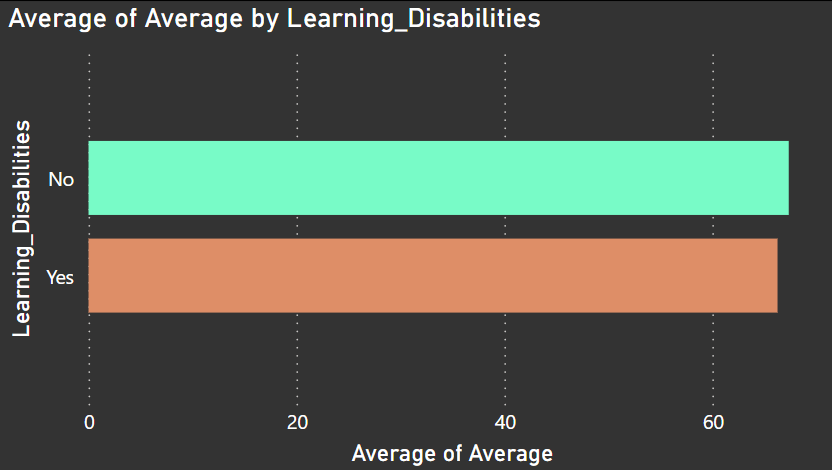 Average of Average by Learning_Disabilities
Learning_Disabilities
No
Yes
0 20 40 60
Average of Average